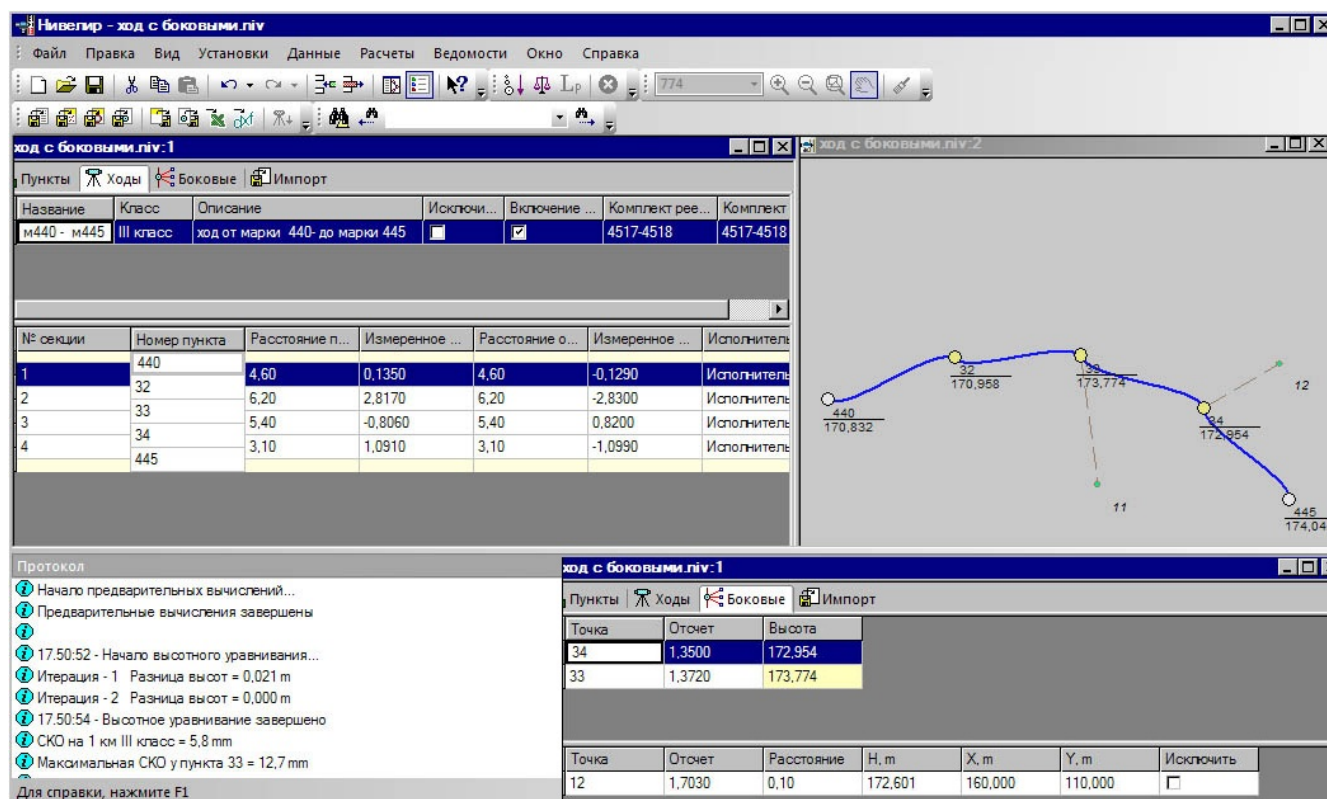 Нивелир - ход с боковыми.niv
Файл Правка Вид Установки Данные Расчеты Ведомости Окно Справка
774
ход с боковыми.niv:1
ход с боковыми.niv:2
Пункты Ходы Боковые Импорт
Название Класс Описание Исключи... Включение ... Комплект рее... Комплект
м440 - м445 III класс ход от марки 440- до марки 445 4517-4518 4517-4518
№ секции Номер пункта Расстояние п... Измеренное ... Расстояние о... Измеренное ... Исполнитель
440
1 4,60 0,1350 4,60 -0,1290 Исполнитель
32
2 6,20 2,8170 6,20 -2,8300 Исполнитель
33
3 5,40 -0,8060 5,40 0,8200 Исполнитель
34
4 3,10 1,0910 3,10 -1,0990 Исполнитель
445
440
170,832
32
170,958
33
173,774
34
172,954
12
11
445
174,04
Протокол
Начало предварительных вычислений...
Предварительные вычисления завершены
17.50:52 - Начало высотного уравнивания...
Итерация - 1 Разница высот = 0,021 m
Итерация - 2 Разница высот = 0,000 m
17.50:54 - Высотное уравнивание завершено
СКО на 1 км III класс = 5,8 mm
Максимальная СКО у пункта 33 = 12,7 mm
Для справки, нажмите F1
ход с боковыми.niv:1
Пункты Ходы Боковые Импорт
Точка Отсчет Высота
34 1,3500 172,954
33 1,3720 173,774
Точка Отсчет Расстояние H, m X, m Y, m Исключить
12 1,7030 0,10 172,601 160,000 110,000